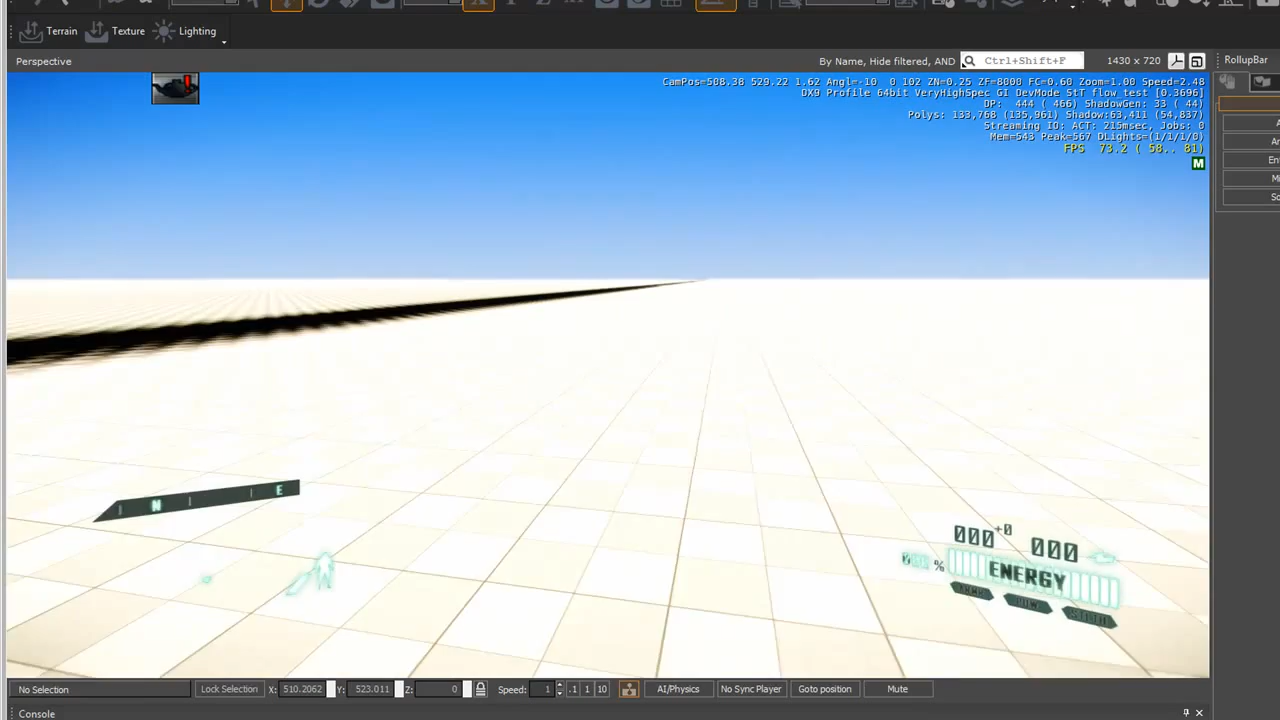 Terrain
Texture
Lighting
Perspective
By Name, Hide filtered, AND
Ctrl+Shift+F
1430 x 720
RollupBar
CamPos=508.38 529.22 1.62 Angl=-10 0 102 ZN=0.25 ZF=8000 FC=0.60 Zoom=1.00 Speed=2.48
DX9 Profile 64bit VeryHighSpec GI DevMode StT flow test [0.3696]
DP: 444 ( 466) ShadowGen: 33 ( 44)
Polys: 133,768 (135,961) Shadow:63,411 (54,837)
Streaming IO: ACT: 215msec, Jobs: 0
Mem=543 Peak=567 DLights=(1/1/1/0)
FPS 73.2 ( 58.. 81)
M
N
E
000 +0 000
%
ENERGY
No Selection
Lock Selection
X: 510.2062
Y: 523.011
Z: 0
Speed: 1
.1
1
10
AI/Physics
No Sync Player
Goto position
Mute
Console